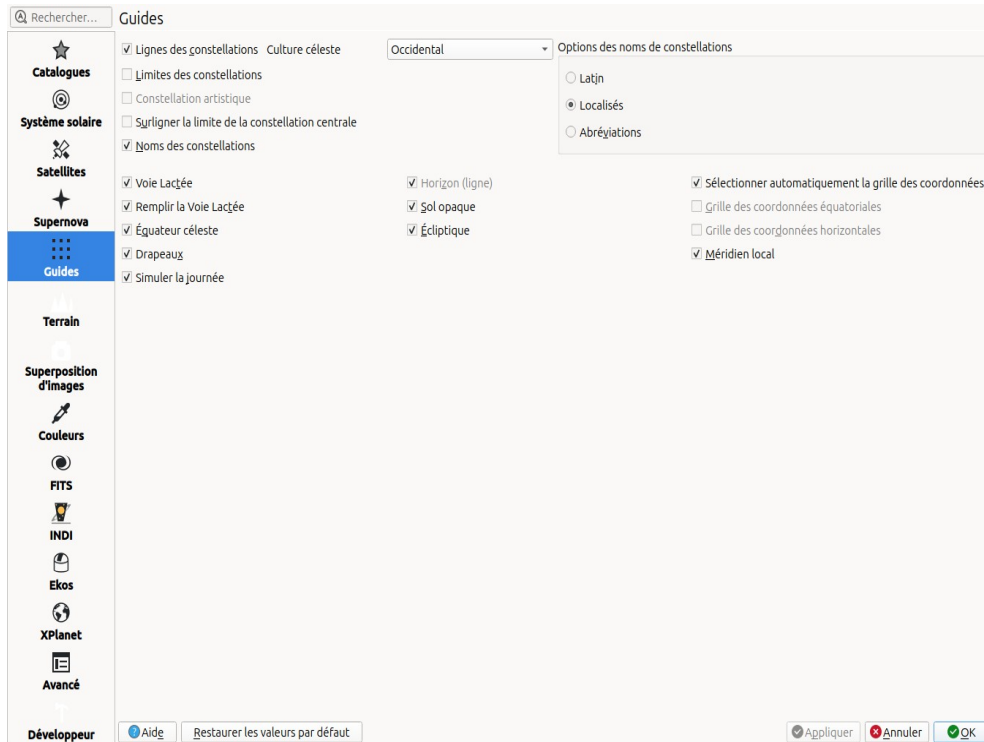 Rechercher...
Guides
Catalogues
Système solaire
Satellites
Supernova
Guides
Terrain
Superposition
d'images
Couleurs
FITS
INDI
Ekos
XPlanet
Avancé
Développeur
Lignes des constellations Culture céleste Occidental
Limites des constellations
Constellation artistique
Surligner la limite de la constellation centrale
Noms des constellations
Options des noms de constellations
Latin
Localisés
Abréviations
Voie Lactée
Remplir la Voie Lactée
Équateur céleste
Drapeaux
Simuler la journée
Horizon (ligne)
Sol opaque
Écliptique
Sélectionner automatiquement la grille des coordonnées
Grille des coordonnées équatoriales
Grille des coordonnées horizontales
Méridien local
Aide Restaurer les valeurs par défaut Appliquer Annuler OK